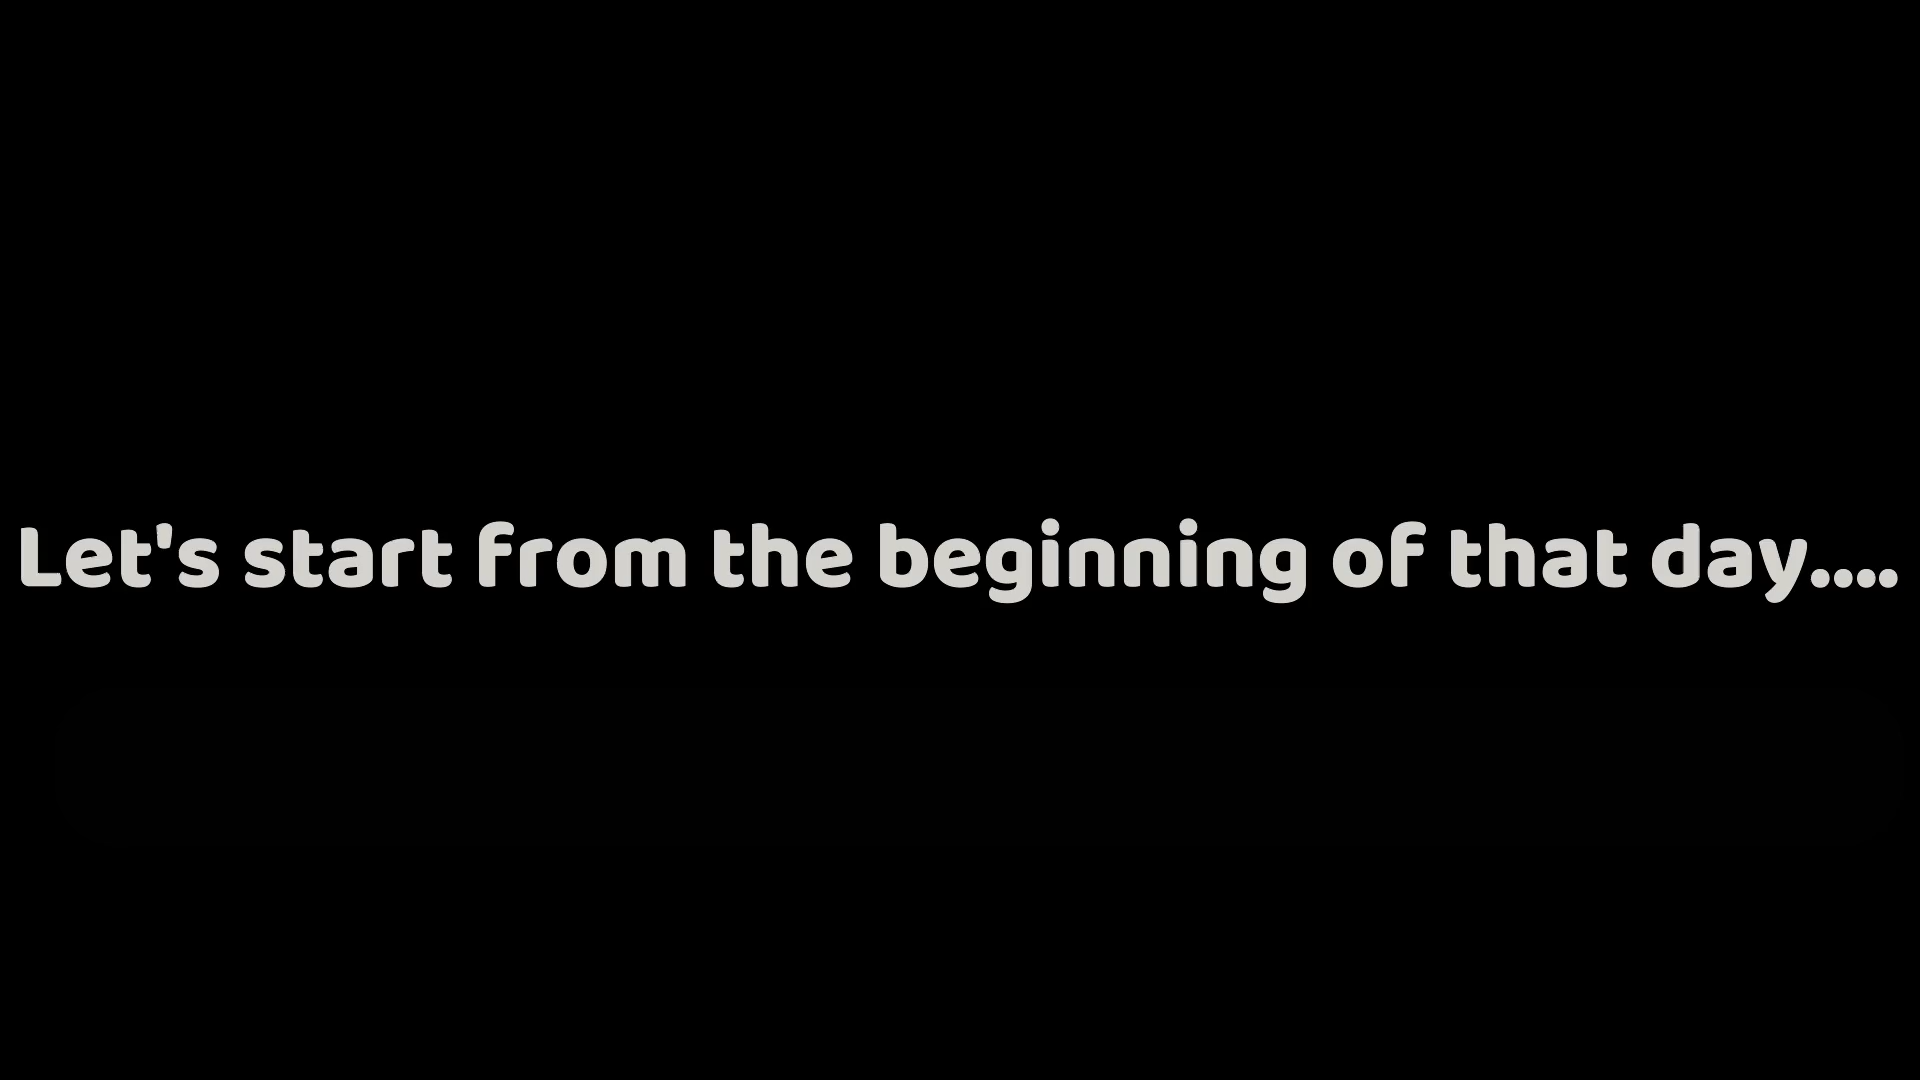 Let's start from the beginning of that day....